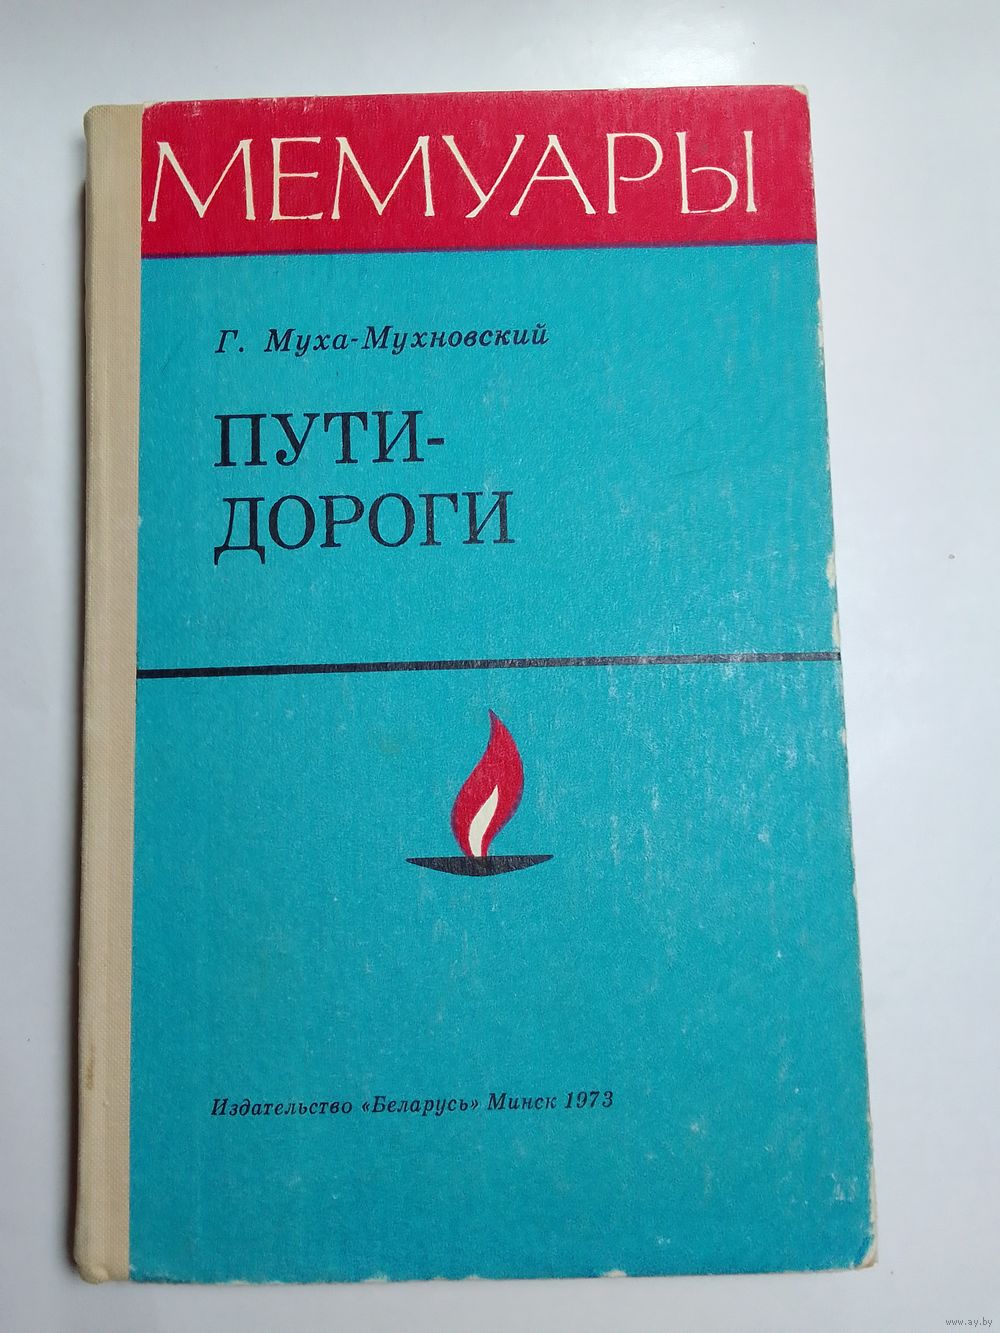 МЕМУАРЫ
Г. Муха-Мухновский
ПУТИ-
ДОРОГИ
Издательство «Беларусь» Минск 1973
www.ay.by